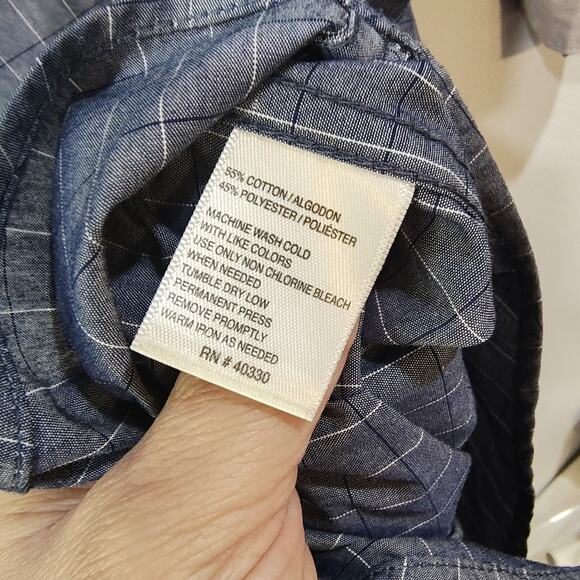 55% COTTON / ALGODON
45% POLYESTER / POLIÉSTER
MACHINE WASH COLD
WITH LIKE COLORS
USE ONLY NON CHLORINE BLEACH
WHEN NEEDED
TUMBLE DRY LOW
PERMANENT PRESS
REMOVE PROMPTLY
WARM IRON AS NEEDED
RN # 40330